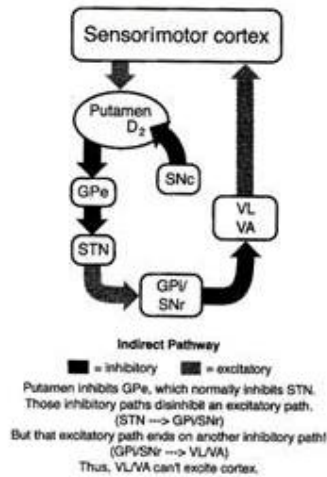 Sensorimotor cortex
Putamen
D2
SNc
GPe
VL
VA
STN
GPi/
SNr
Indirect Pathway
= inhibitory = excitatory
Putamen inhibits GPe, which normally inhibits STN.
Those inhibitory paths disinhibit an excitatory path.
(STN ---> GPi/SNr)
But that excitatory path ends on another inhibitory path!
(GPi/SNr ---> VL/VA)
Thus, VL/VA can't excite cortex.